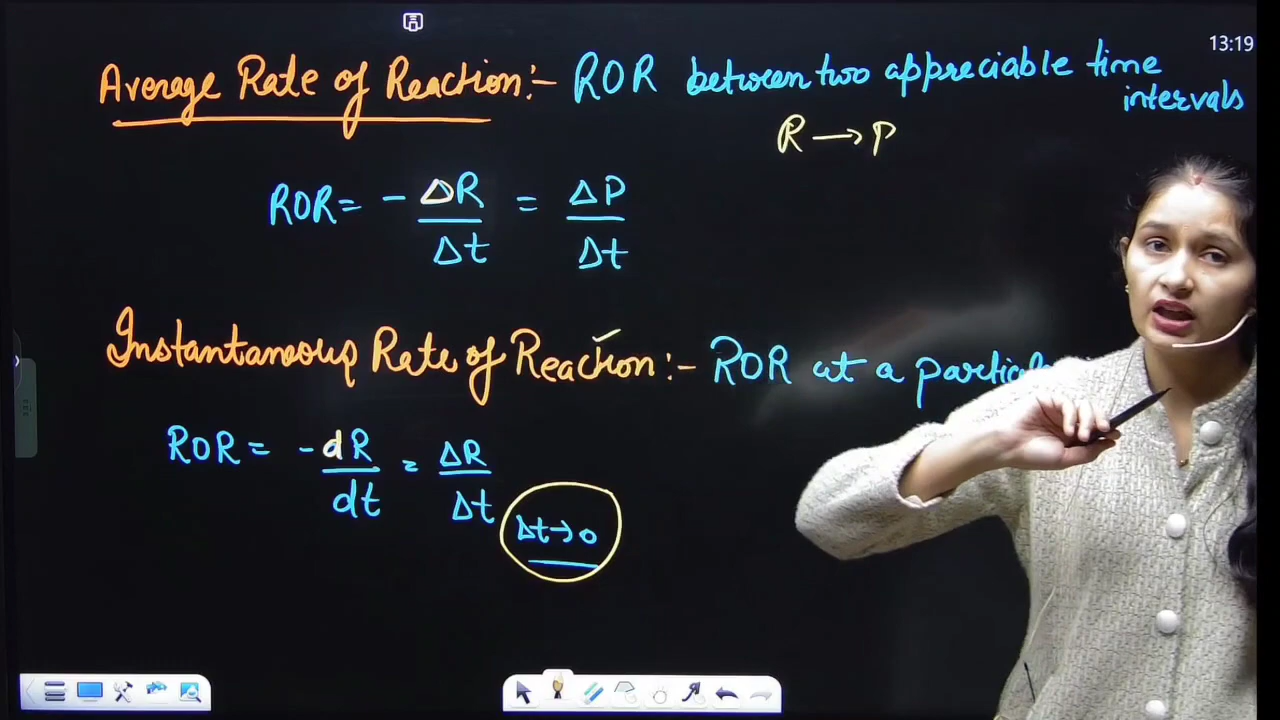 13:19
Average Rate of Reaction:- ROR between two appreciable time
intervals
R → P
ROR = - ΔR/Δt = ΔP/Δt
Instantaneous Rate of Reaction:- ROR at a
ROR = -dR/dt = ΔR/Δt
Δt→0